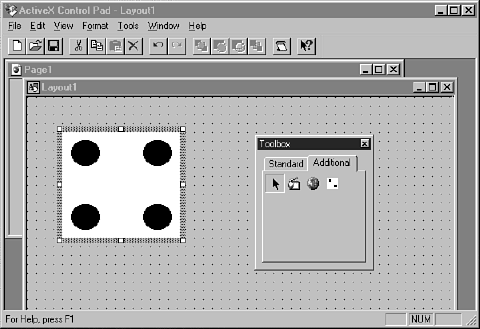 ActiveX Control Pad - Layout1
File Edit View Format Tools Window Help
Page1
Layout1
Toolbox
Standard Additional
For Help, press F1
NUM